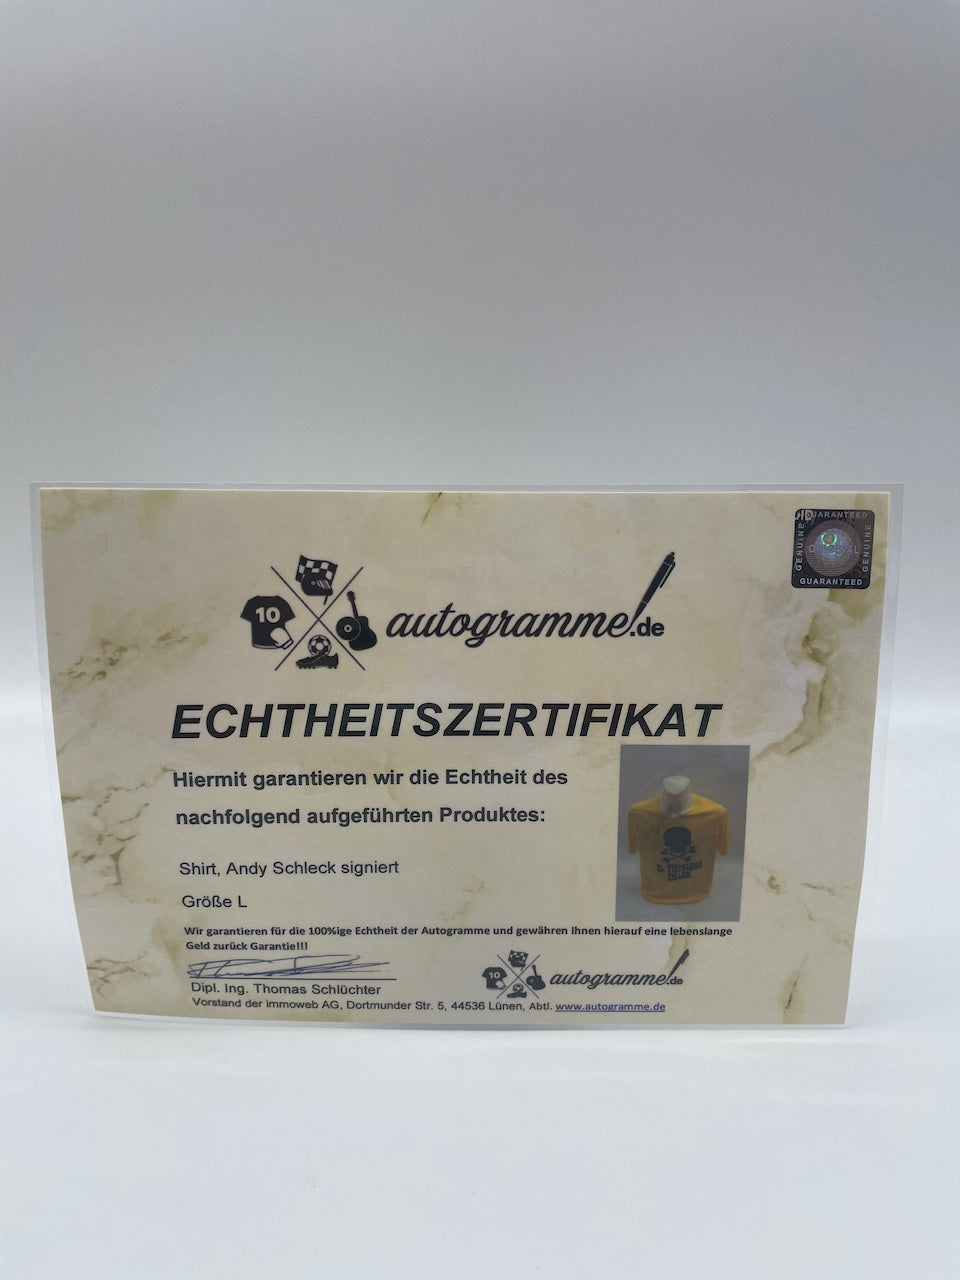 GUARANTEED
GENUINE
ORIGINAL
GENUINE
GUARANTEED
10
autogramme!.de
ECHTHEITSZERTIFIKAT
Hiermit garantieren wir die Echtheit des
nachfolgend aufgeführten Produktes:
Shirt, Andy Schleck signiert
Größe L
Wir garantieren für die 100%ige Echtheit der Autogramme und gewähren Ihnen hierauf eine lebenslange
Geld zurück Garantie!!!
10
autogramme!.de
Dipl. Ing. Thomas Schlüchter
Vorstand der immoweb AG, Dortmunder Str. 5, 44536 Lünen, Abtl. www.autogramme.de